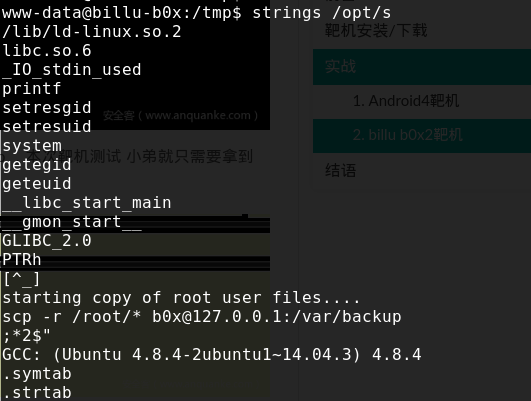 www-data@billu-b0x:/tmp$ strings /opt/s
/lib/ld-linux.so.2
libc.so.6
_IO_stdin_used
printf
setresgid
setresuid
system
getegid
geteuid
__libc_start_main
__gmon_start__
GLIBC_2.0
PTRh
[^_]
starting copy of root user files....
scp -r /root/* b0x@127.0.0.1:/var/backup
;*2$"
GCC: (Ubuntu 4.8.4-2ubuntu1~14.04.3) 4.8.4
.symtab
.strtab
安全客 ( www.anquanke.com )
本次靶机测试 小弟就只需要拿到
靶机安装/下载
实战
1. Android4靶机
2. billu b0x2靶机
结语